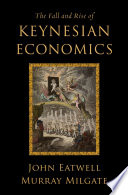 The Fall and Rise of
KEYNESIAN
ECONOMICS
JOHN EATWELL
MURRAY MILGATE